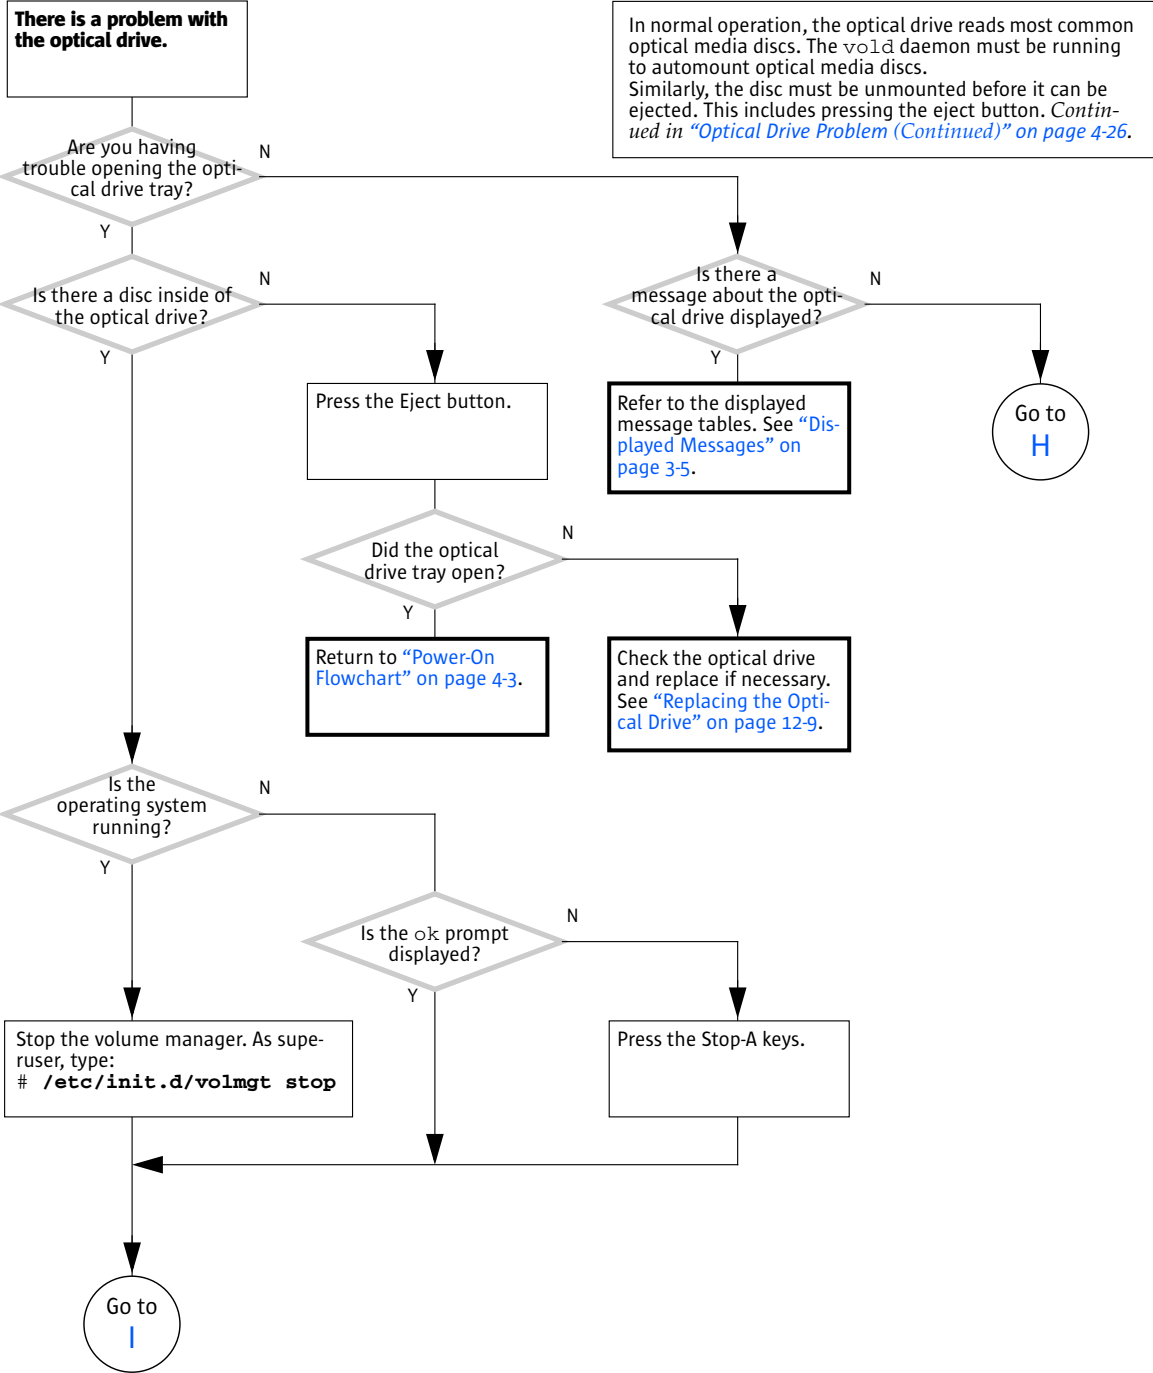 There is a problem with
the optical drive.
In normal operation, the optical drive reads most common
optical media discs. The vold daemon must be running
to automount optical media discs.
Similarly, the disc must be unmounted before it can be
ejected. This includes pressing the eject button. Contin-
ued in “Optical Drive Problem (Continued)” on page 4-26.
Are you having
trouble opening the opti-
cal drive tray?
N
Y
Is there a disc inside of
the optical drive?
N
Y
Is there a
message about the opti-
cal drive displayed?
N
Y
Press the Eject button.
Refer to the displayed
message tables. See “Dis-
played Messages” on
page 3-5.
Go to
H
Did the optical
drive tray open?
N
Y
Return to “Power-On
Flowchart” on page 4-3.
Check the optical drive
and replace if necessary.
See “Replacing the Opti-
cal Drive” on page 12-9.
Is the
operating system
running?
N
Y
Is the ok prompt
displayed?
N
Y
Stop the volume manager. As supe-
ruser, type:
# /etc/init.d/volmgt stop
Press the Stop-A keys.
Go to
I